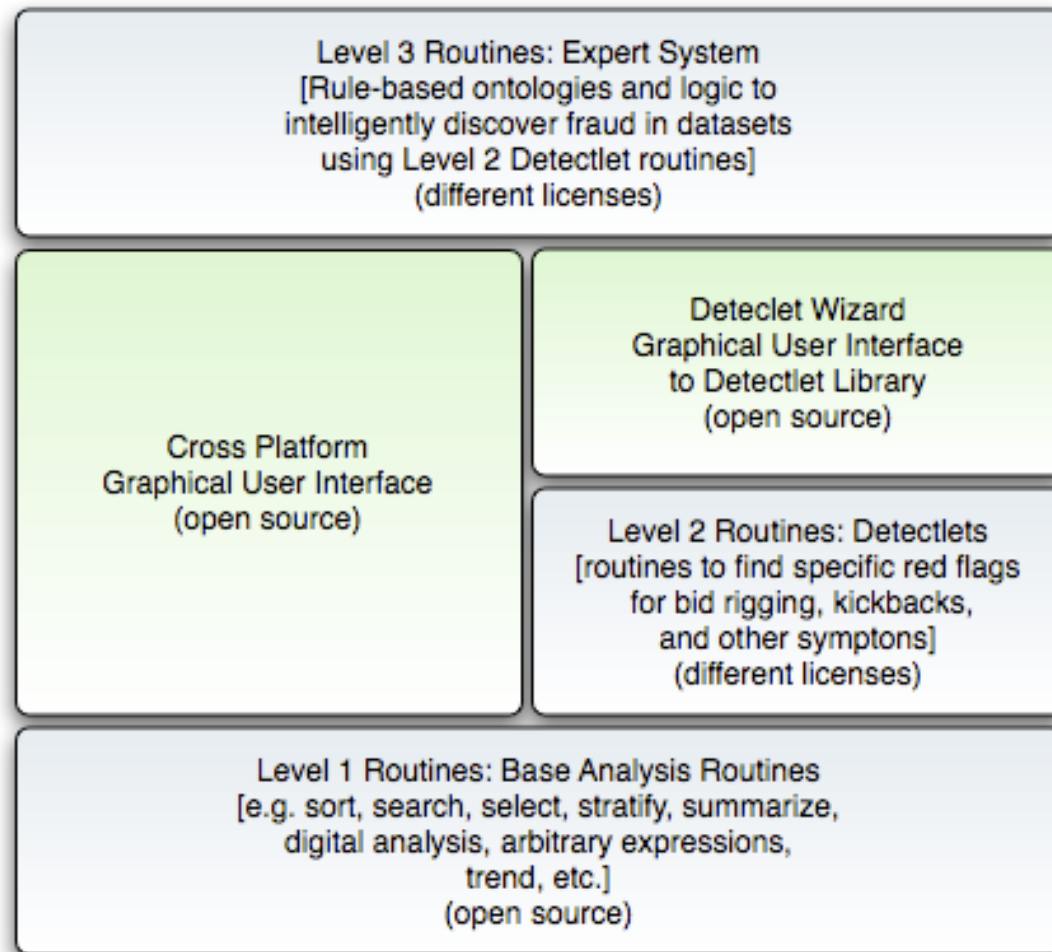 Level 3 Routines: Expert System
[Rule-based ontologies and logic to
intelligently discover fraud in datasets
using Level 2 Detectlet routines]
(different licenses)
Cross Platform
Graphical User Interface
(open source)
Deteclet Wizard
Graphical User Interface
to Detectlet Library
(open source)
Level 2 Routines: Detectlets
[routines to find specific red flags
for bid rigging, kickbacks,
and other symptons]
(different licenses)
Level 1 Routines: Base Analysis Routines
[e.g. sort, search, select, stratify, summarize,
digital analysis, arbitrary expressions,
trend, etc.]
(open source)